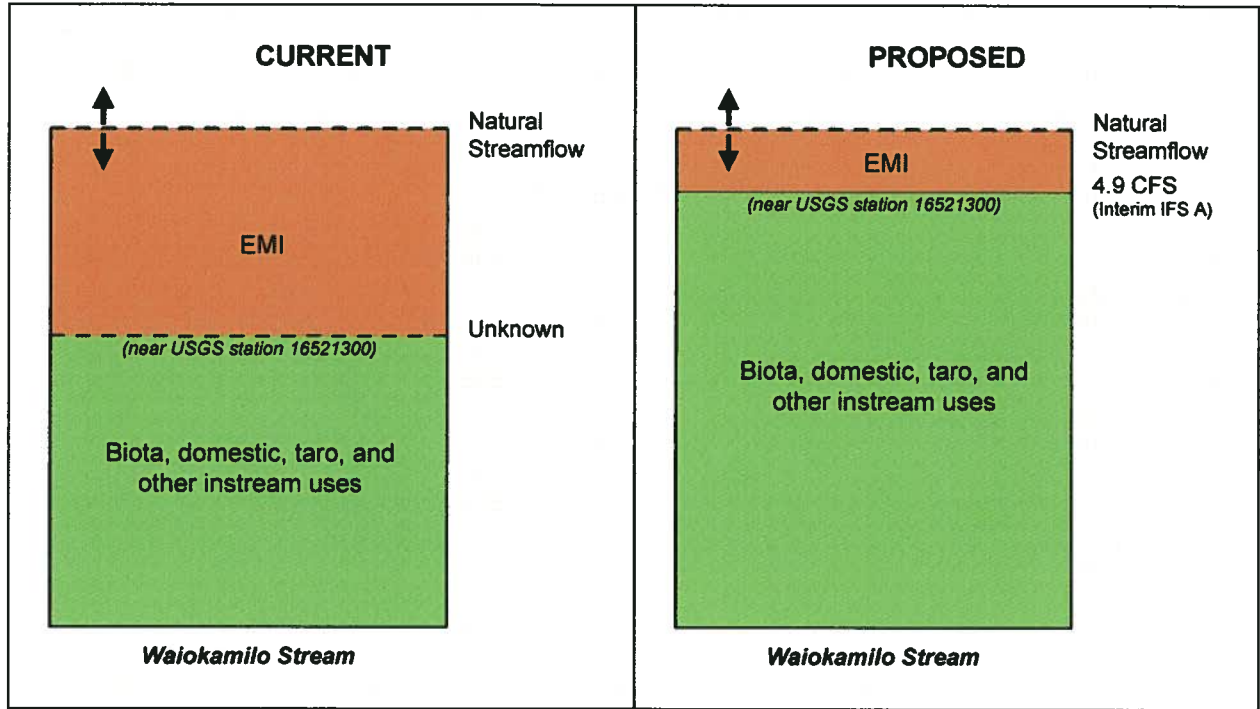 CURRENT
Natural
Streamflow
EMI
Unknown
(near USGS station 16521300)
Biota, domestic, taro, and
other instream uses
Waiokamilo Stream
PROPOSED
Natural
Streamflow
EMI
4.9 CFS
(Interim IFS A)
(near USGS station 16521300)
Biota, domestic, taro, and
other instream uses
Waiokamilo Stream